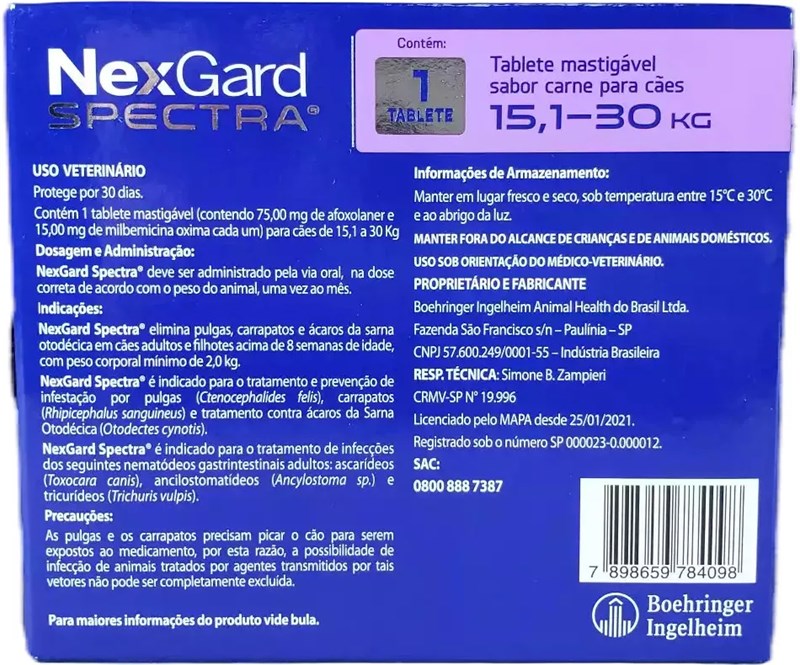 NexGard
SPECTRA®
Contém:
1
TABLETE
Tablete mastigável
sabor carne para cães
15,1–30 KG
USO VETERINÁRIO
Protege por 30 dias.
Contém 1 tablete mastigável (contendo 75,00 mg de afoxolaner e
15,00 mg de milbemicina oxima cada um) para cães de 15,1 a 30 Kg
Dosagem e Administração:
NexGard Spectra® deve ser administrado pela via oral, na dose
correta de acordo com o peso do animal, uma vez ao mês.
Indicações:
NexGard Spectra® elimina pulgas, carrapatos e ácaros da sarna
otodécica em cães adultos e filhotes acima de 8 semanas de idade,
com peso corporal mínimo de 2,0 kg.
NexGard Spectra® é indicado para o tratamento e prevenção de
infestação por pulgas (Ctenocephalides felis), carrapatos
(Rhipicephalus sanguineus) e tratamento contra ácaros da Sarna
Otodécica (Otodectes cynotis).
NexGard Spectra® é indicado para o tratamento de infecções
dos seguintes nematódeos gastrintestinais adultos: ascarídeos
(Toxocara canis), ancilostomatídeos (Ancylostoma sp.) e
tricurídeos (Trichuris vulpis).
Precauções:
As pulgas e os carrapatos precisam picar o cão para serem
expostos ao medicamento, por esta razão, a possibilidade de
infecção de animais tratados por agentes transmitidos por tais
vetores não pode ser completamente excluída.
Para maiores informações do produto vide bula.
Informações de Armazenamento:
Manter em lugar fresco e seco, sob temperatura entre 15°C e 30°C
e ao abrigo da luz.
MANTER FORA DO ALCANCE DE CRIANÇAS E DE ANIMAIS DOMÉSTICOS.
USO SOB ORIENTAÇÃO DO MÉDICO-VETERINÁRIO.
PROPRIETÁRIO E FABRICANTE
Boehringer Ingelheim Animal Health do Brasil Ltda.
Fazenda São Francisco s/n – Paulínia – SP
CNPJ 57.600.249/0001-55 – Indústria Brasileira
RESP. TÉCNICA: Simone B. Zampieri
CRMV-SP N° 19.996
Licenciado pelo MAPA desde 25/01/2021.
Registrado sob o número SP 000023-0.000012.
SAC:
0800 888 7387
7 898659 784098
Boehringer
Ingelheim